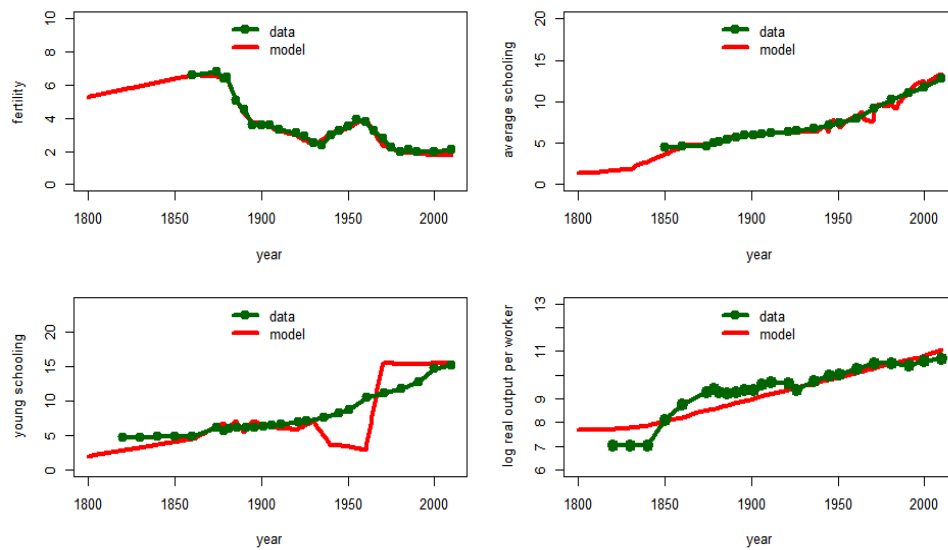 fertility
0 2 4 6 8 10
data
model
1800 1850 1900 1950 2000
year
average schooling
0 5 10 15 20
data
model
1800 1850 1900 1950 2000
year
young schooling
0 5 10 15 20
data
model
1800 1850 1900 1950 2000
year
log real output per worker
6 7 8 9 11 13
data
model
1800 1850 1900 1950 2000
year